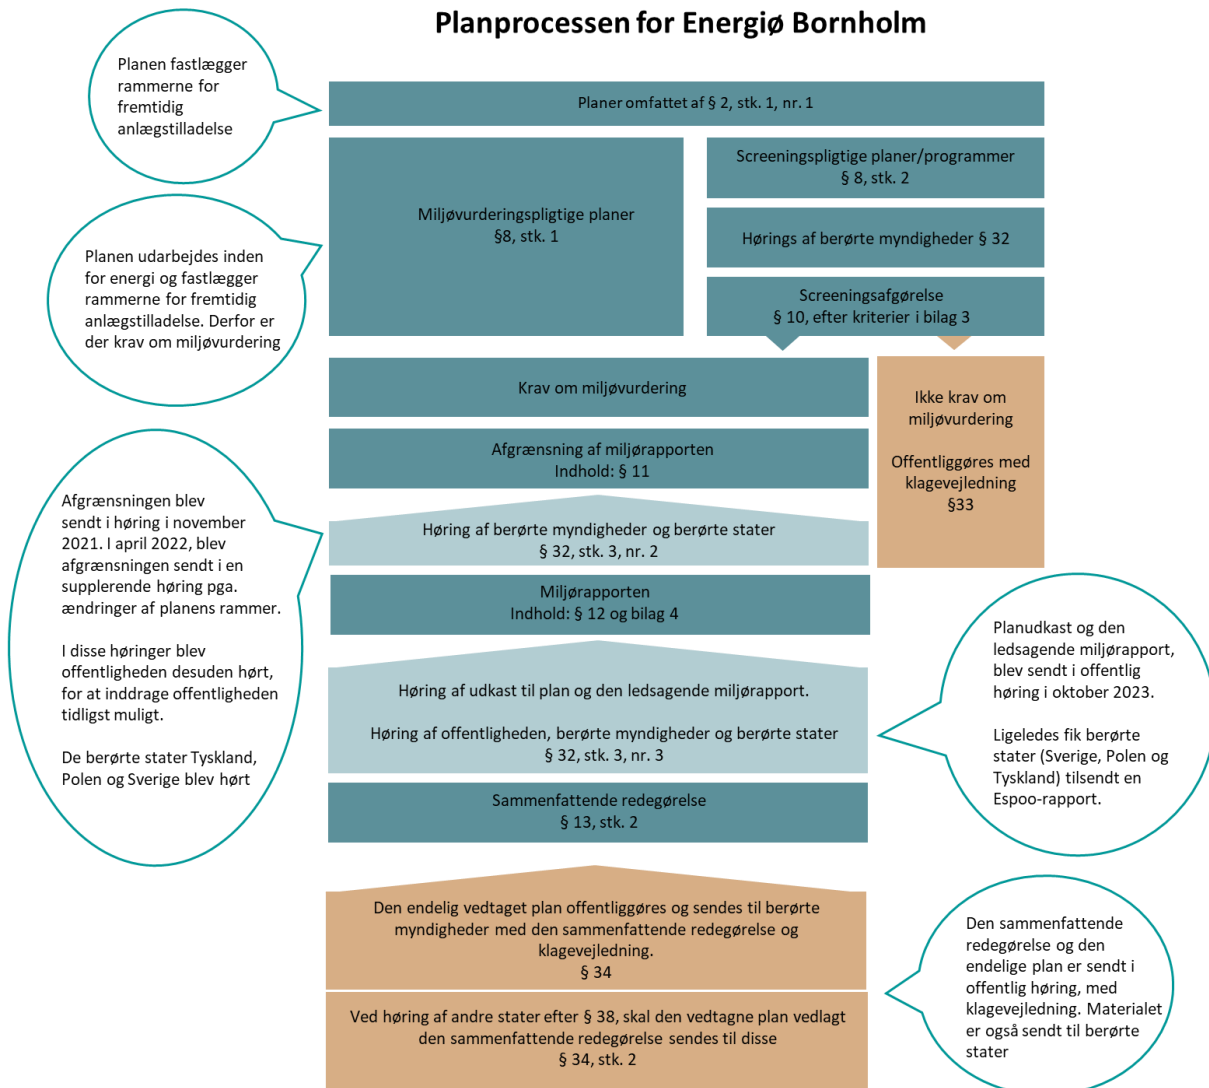 Planprocessen for Energiø Bornholm
Planen fastlægger
rammerne for
fremtidig
anlægstilladelse
Planer omfattet af § 2, stk. 1, nr. 1
Miljøvurderingspligtige planer
§8, stk. 1
Screeningspligtige planer/programmer
§ 8, stk. 2
Hørings af berørte myndigheder § 32
Screeningsafgørelse
§ 10, efter kriterier i bilag 3
Planen udarbejdes inden
for energi og fastlægger
rammerne for fremtidig
anlægstilladelse. Derfor er
der krav om miljøvurdering
Krav om miljøvurdering
Ikke krav om
miljøvurdering
Offentliggøres med
klagevejledning
§33
Afgrænsning af miljørapporten
Indhold: § 11
Afgrænsningen blev
sendt i høring i november
2021. I april 2022, blev
afgrænsningen sendt i en
supplerende høring pga.
ændringer af planens rammer.
I disse høringer blev
offentligheden desuden hørt,
for at inddrage offentligheden
tidligst muligt.
De berørte stater Tyskland,
Polen og Sverige blev hørt
Høring af berørte myndigheder og berørte stater
§ 32, stk. 3, nr. 2
Miljørapporten
Indhold: § 12 og bilag 4
Høring af udkast til plan og den ledsagende miljørapport.
Høring af offentligheden, berørte myndigheder og berørte stater
§ 32, stk. 3, nr. 3
Planudkast og den
ledsagende miljørapport,
blev sendt i offentlig
høring i oktober 2023.
Ligeledes fik berørte
stater (Sverige, Polen og
Tyskland) tilsendt en
Espoo-rapport.
Sammenfattende redegørelse
§ 13, stk. 2
Den endelig vedtaget plan offentliggøres og sendes til berørte
myndigheder med den sammenfattende redegørelse og
klagevejledning.
§ 34
Ved høring af andre stater efter § 38, skal den vedtagne plan vedlagt
den sammenfattende redegørelse sendes til disse
§ 34, stk. 2
Den sammenfattende
redegørelse og den
endelige plan er sendt i
offentlig høring, med
klagevejledning. Materialet
er også sendt til berørte
stater